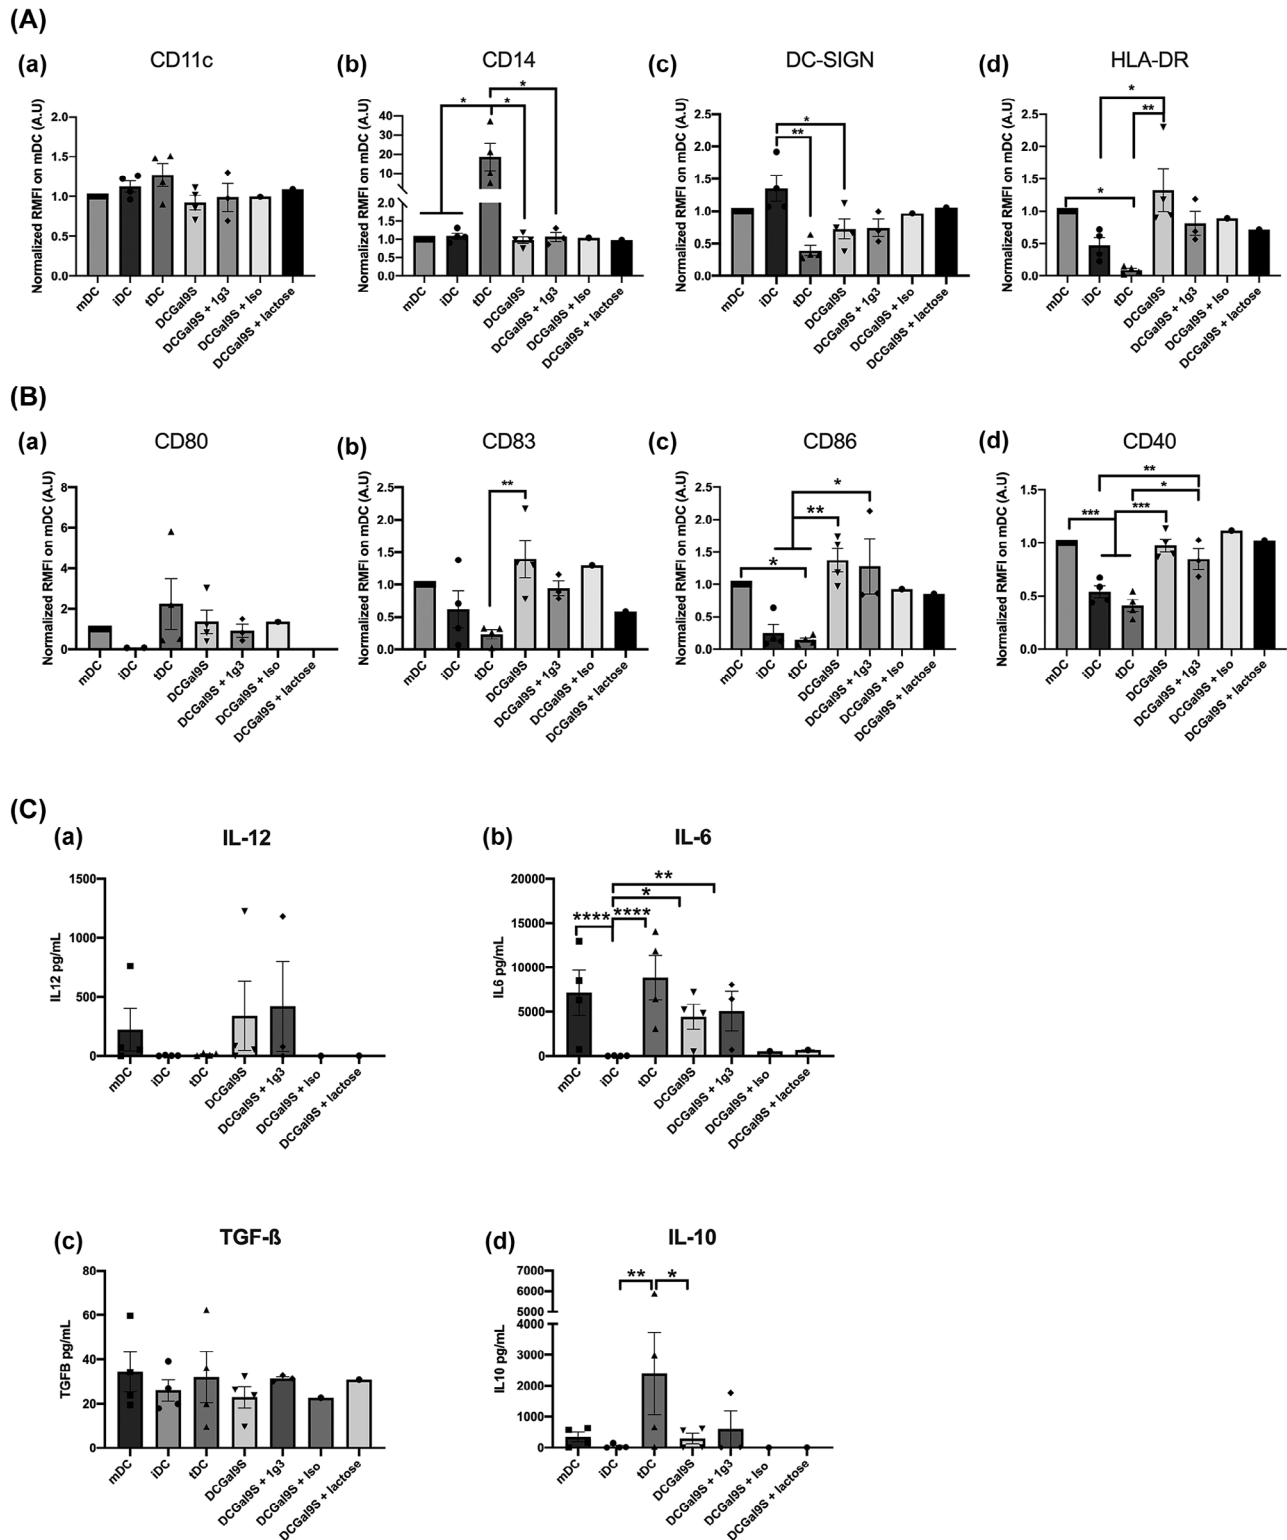 (A)
(a) CD11c
Normalized RMFI on mDC (A.U)
2.0
1.5
1.0
0.5
0.0
mDC
iDC
tDC
DCGal9S
DCGal9S + 1g3
DCGal9S + Iso
DCGal9S + lactose
(b) CD14
Normalized RMFI on mDC (A.U)
40
30
20
10
2.0
1.5
1.0
0.5
0.0
*
*
*
mDC
iDC
tDC
DCGal9S
DCGal9S + 1g3
DCGal9S + Iso
DCGal9S + lactose
(c) DC-SIGN
Normalized RMFI on mDC (A.U)
2.5
2.0
1.5
1.0
0.5
0.0
*
**
mDC
iDC
tDC
DCGal9S
DCGal9S + 1g3
DCGal9S + Iso
DCGal9S + lactose
(d) HLA-DR
Normalized RMFI on mDC (A.U)
2.5
2.0
1.5
1.0
0.5
0.0
*
**
*
mDC
iDC
tDC
DCGal9S
DCGal9S + 1g3
DCGal9S + Iso
DCGal9S + lactose
(B)
(a) CD80
Normalized RMFI on mDC (A.U)
8
6
4
2
0
mDC
iDC
tDC
DCGal9S
DCGal9S + 1g3
DCGal9S + Iso
DCGal9S + lactose
(b) CD83
Normalized RMFI on mDC (A.U)
2.5
2.0
1.5
1.0
0.5
0.0
**
mDC
iDC
tDC
DCGal9S
DCGal9S + 1g3
DCGal9S + Iso
DCGal9S + lactose
(c) CD86
Normalized RMFI on mDC (A.U)
2.5
2.0
1.5
1.0
0.5
0.0
*
**
*
mDC
iDC
tDC
DCGal9S
DCGal9S + 1g3
DCGal9S + Iso
DCGal9S + lactose
(d) CD40
Normalized RMFI on mDC (A.U)
1.5
1.0
0.5
0.0
**
*
***
***
mDC
iDC
tDC
DCGal9S
DCGal9S + 1g3
DCGal9S + Iso
DCGal9S + lactose
(C)
(a) IL-12
IL12 pg/mL
1500
1000
500
0
mDC
iDC
tDC
DCGal9S
DCGal9S + 1g3
DCGal9S + Iso
DCGal9S + lactose
(b) IL-6
IL6 pg/mL
20000
15000
10000
5000
0
**
*
****
****
mDC
iDC
tDC
DCGal9S
DCGal9S + 1g3
DCGal9S + Iso
DCGal9S + lactose
(c) TGF-ß
TGFB pg/mL
80
60
40
20
0
mDC
iDC
tDC
DCGal9S
DCGal9S + 1g3
DCGal9S + Iso
DCGal9S + lactose
(d) IL-10
IL10 pg/mL
7000
6000
5000
4000
3000
2000
1000
0
**
*
mDC
iDC
tDC
DCGal9S
DCGal9S + 1g3
DCGal9S + Iso
DCGal9S + lactose